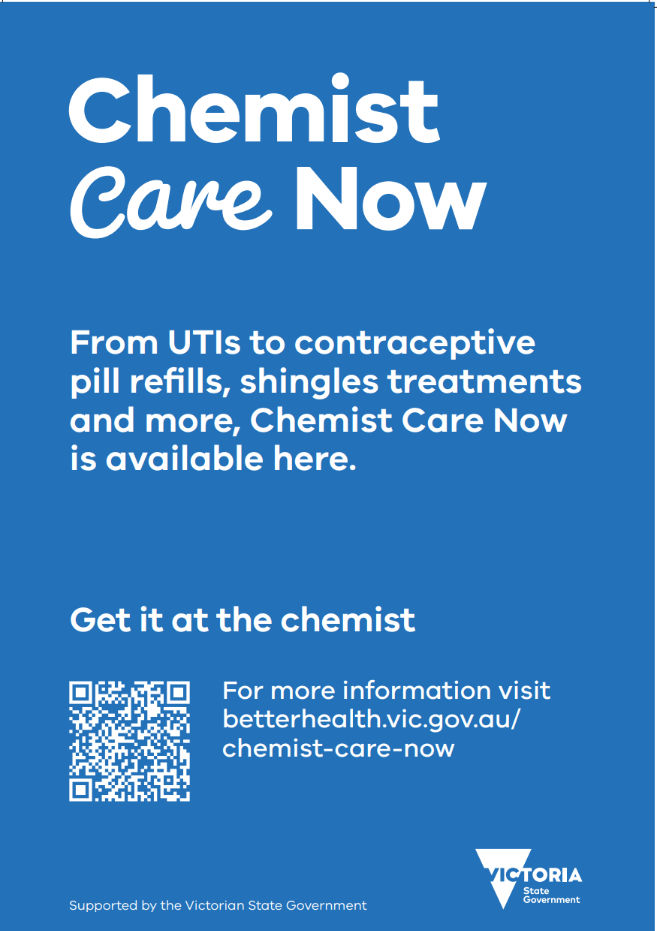 Chemist
Care Now
From UTIs to contraceptive
pill refills, shingles treatments
and more, Chemist Care Now
is available here.
Get it at the chemist
For more information visit
betterhealth.vic.gov.au/
chemist-care-now
VICTORIA
State
Government
Supported by the Victorian State Government